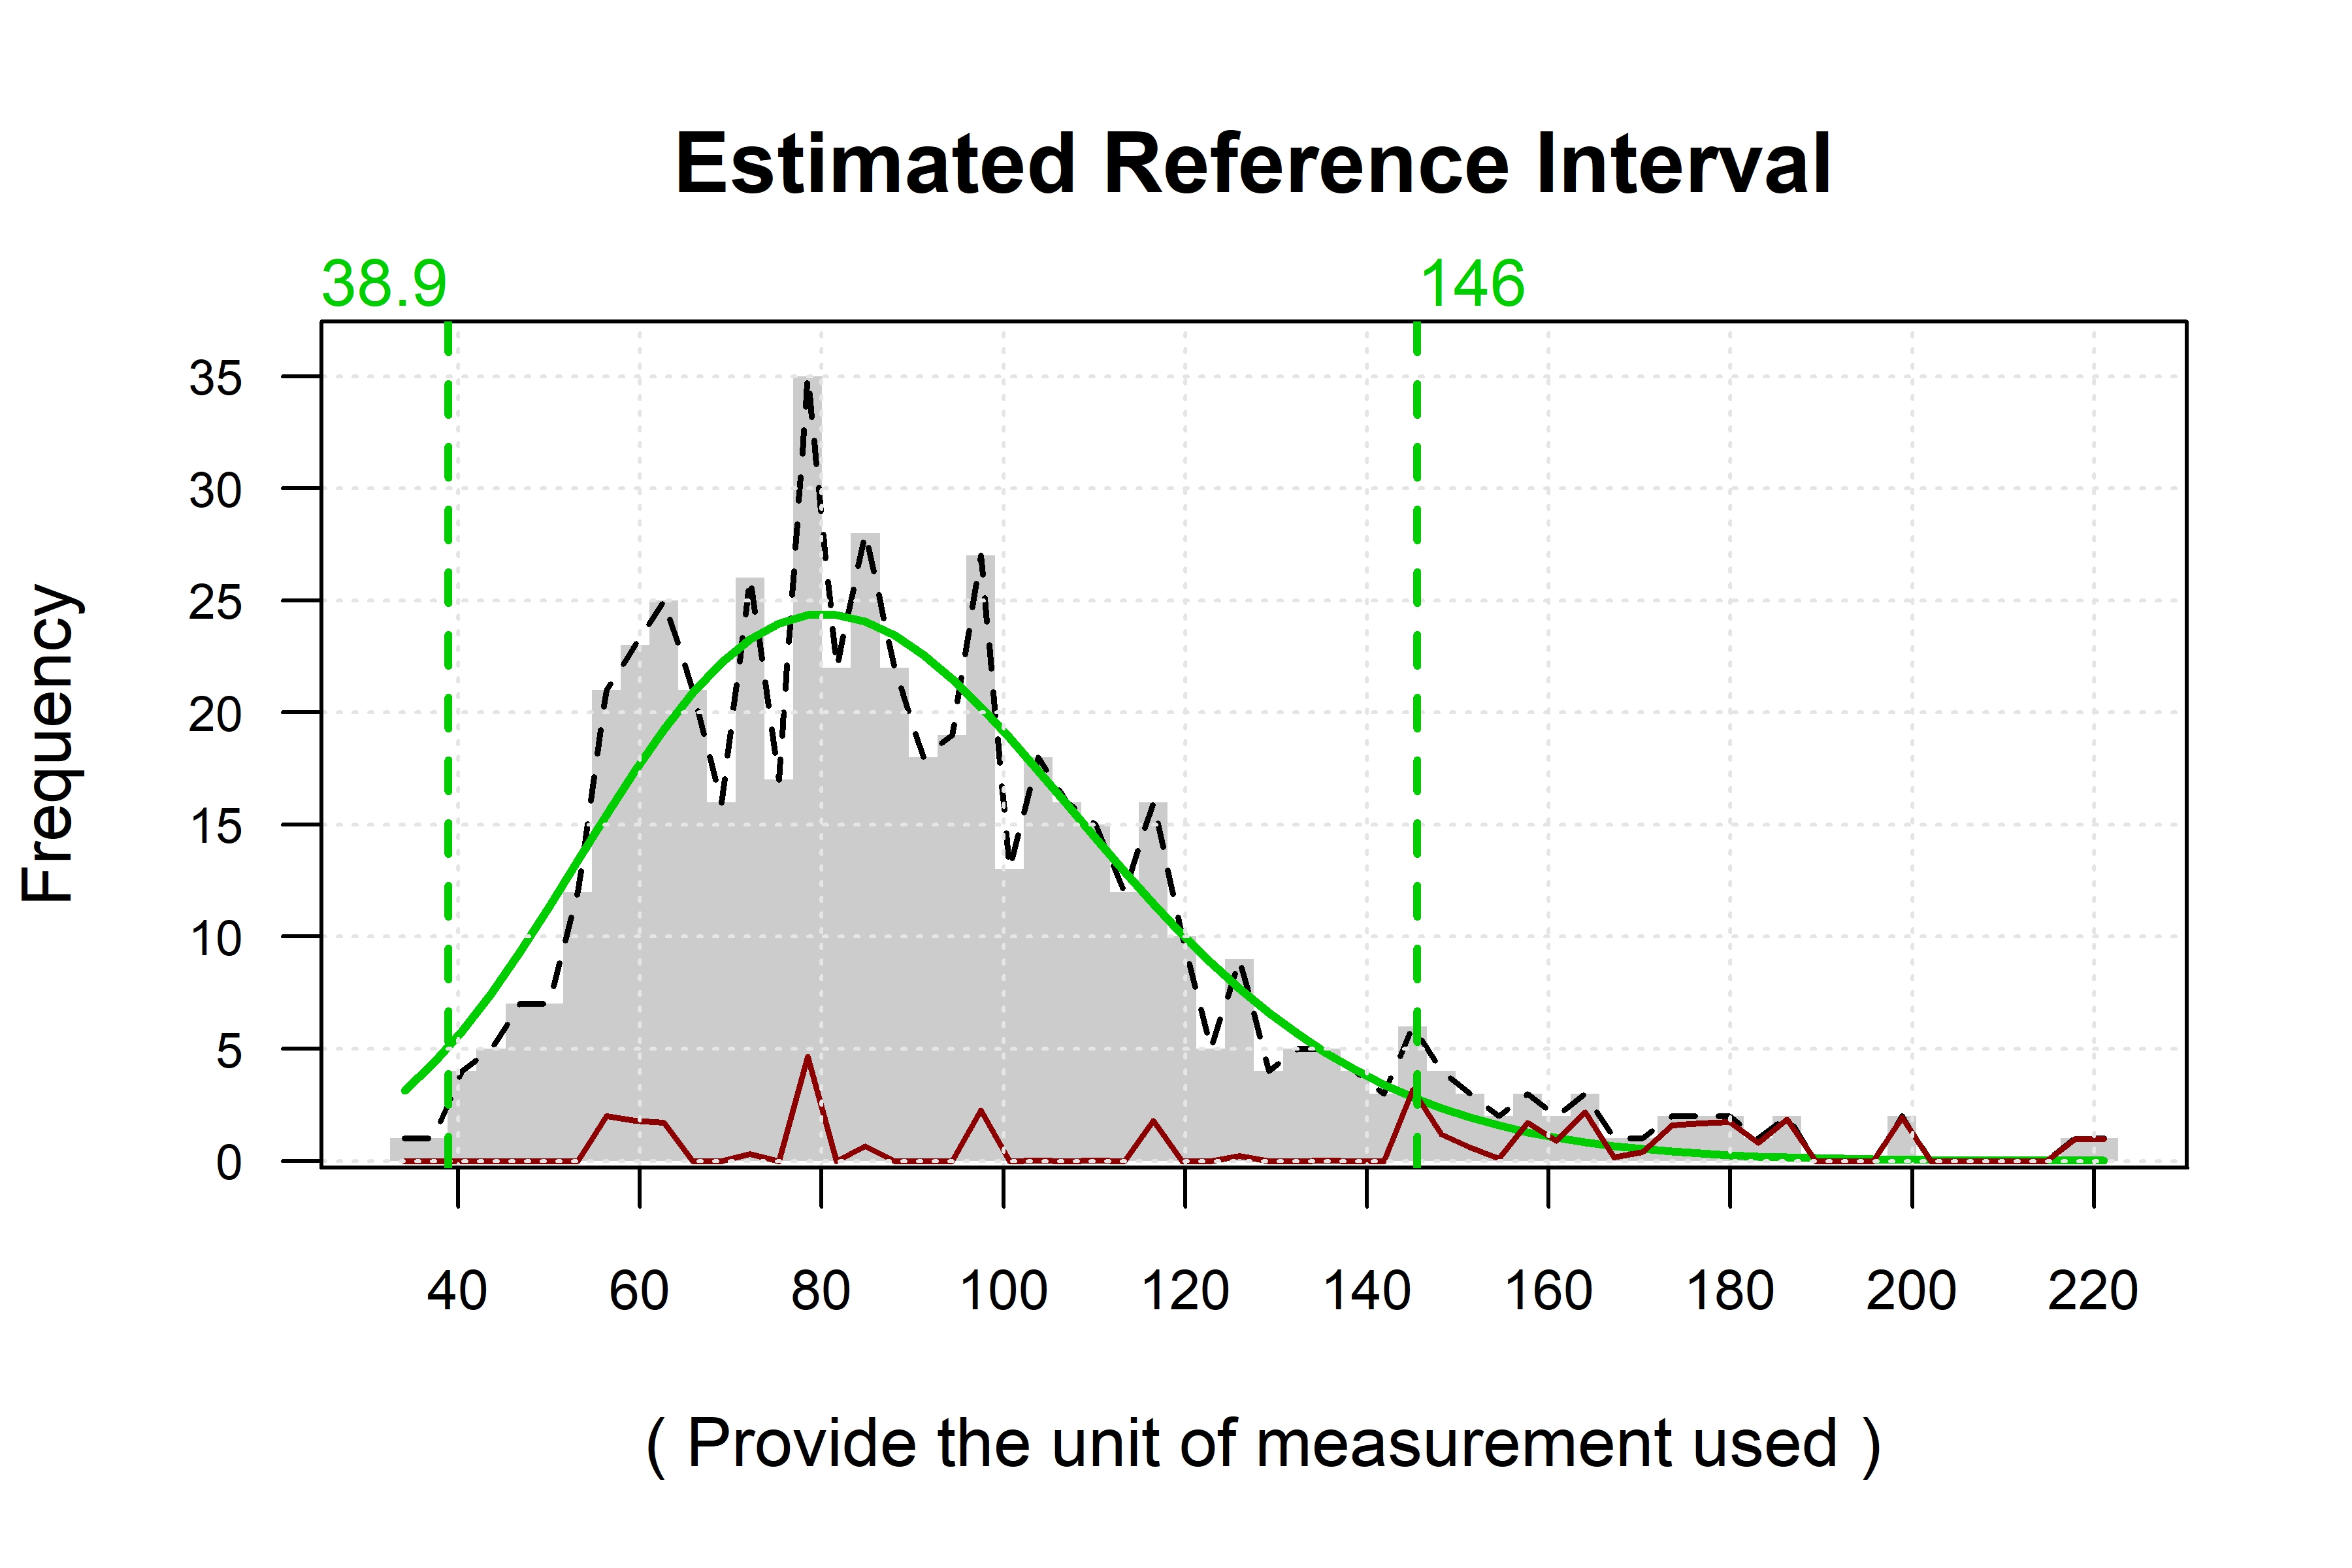 Estimated Reference Interval
38.9 146
Frequency
35
30
25
20
15
10
5
0
40 60 80 100 120 140 160 180 200 220
( Provide the unit of measurement used )